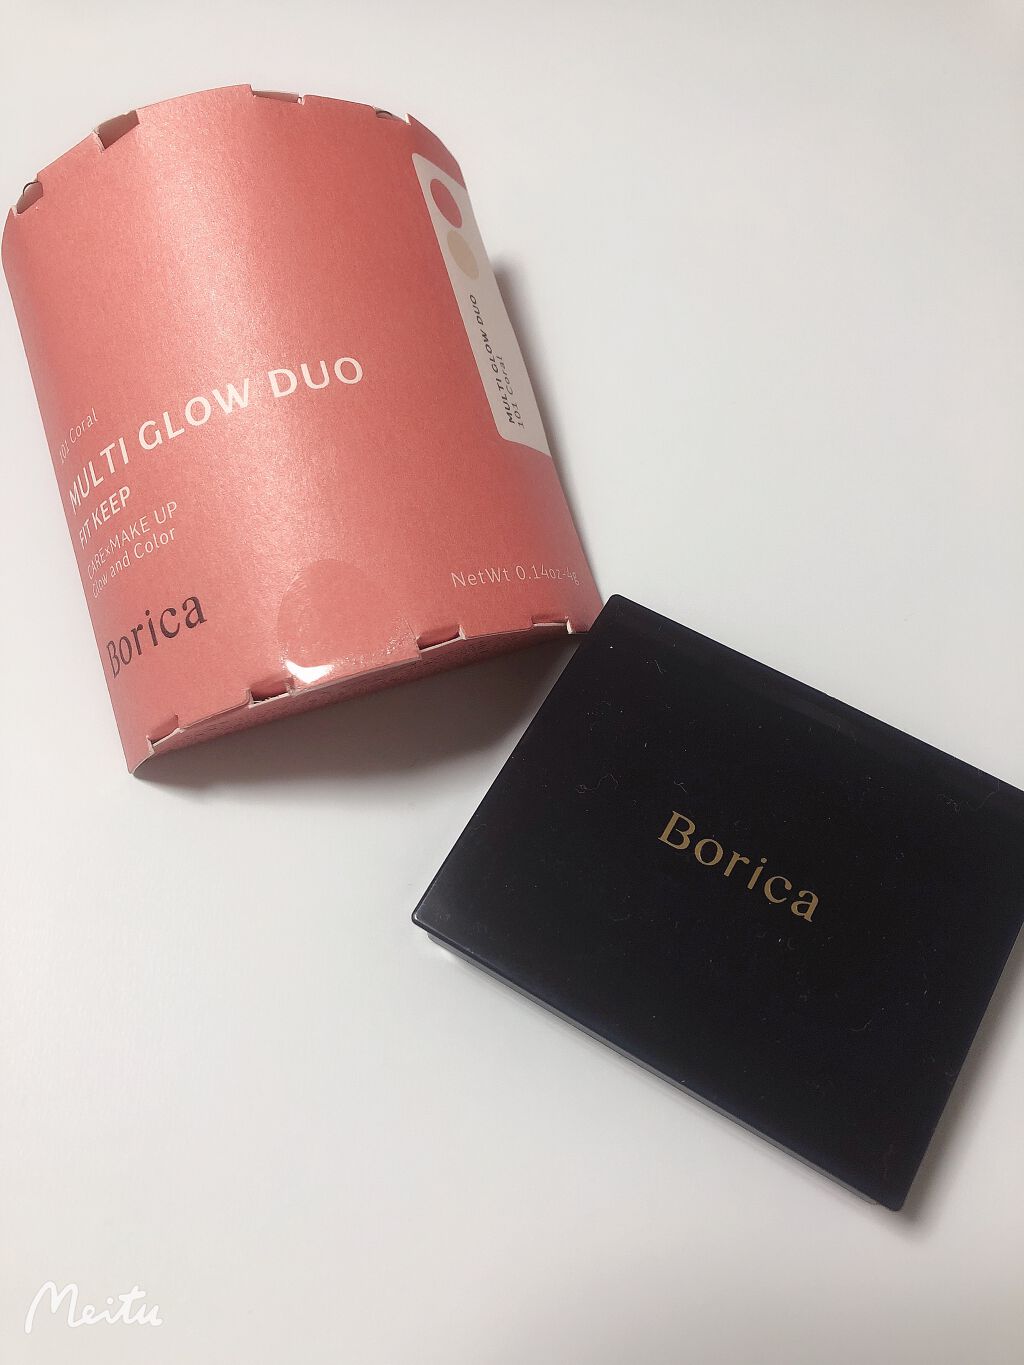 101 Coral
MULTI GLOW DUO
FIT KEEP
CARE×MAKE UP
Glow and Color
Borica
NetWt 0.14oz-4g
MULTI GLOW DUO
101 Coral
Borica
Meitu